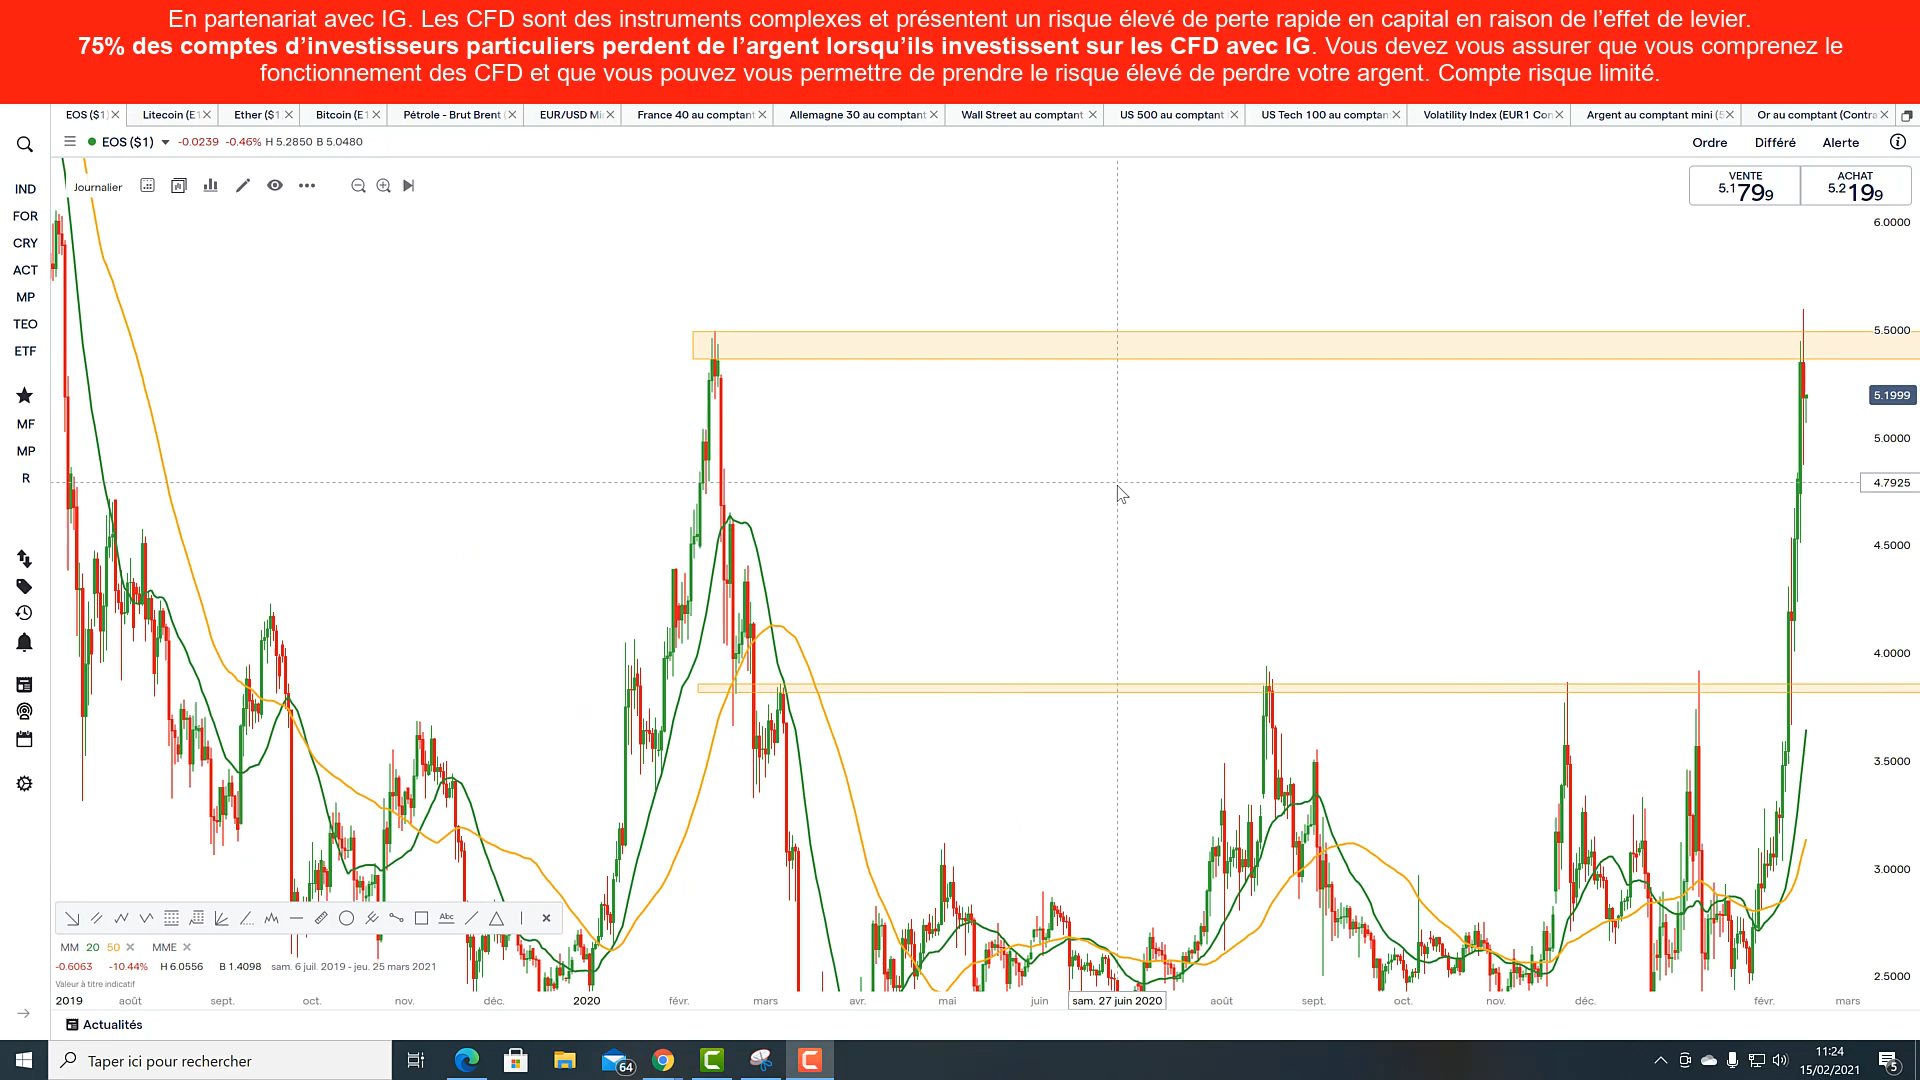 En partenariat avec IG. Les CFD sont des instruments complexes et présentent un risque élevé de perte rapide en capital en raison de l'effet de levier.
75% des comptes d'investisseurs particuliers perdent de l'argent lorsqu'ils investissent sur les CFD avec IG. Vous devez vous assurer que vous comprenez le
fonctionnement des CFD et que vous pouvez vous permettre de prendre le risque élevé de perdre votre argent. Compte risque limité.
EOS ($1) Litecoin (E1 Ether ($1 Bitcoin (E1 Pétrole - Brut Brent ( EUR/USD Mi France 40 au comptant Allemagne 30 au comptant Wall Street au comptant US 500 au comptant US Tech 100 au comptan Volatility Index (EUR1 Con Argent au comptant mini (5 Or au comptant (Contra
EOS ($1) -0.0239 -0.46% H 5.2850 B 5.0480 Ordre Différé Alerte
Journalier
VENTE ACHAT
5.1799 5.2199
IND
FOR
CRY
ACT
MP
TEO
ETF
MF
MP
R
6.0000
5.5000
5.1999
5.0000
4.7925
4.5000
4.0000
3.5000
3.0000
2.5000
Abc
MM 20 50 MME
-0.6063 -10.44% H 6.0556 B 1.4098 sam. 6 juil. 2019 - jeu. 25 mars 2021
Valeur à titre indicatif
2019 août sept. oct. nov. déc. 2020 févr. mars avr. mai juin sam. 27 juin 2020 août sept. oct. nov. déc. févr. mars
Actualités
Taper ici pour rechercher
64
11:24
15/02/2021
5